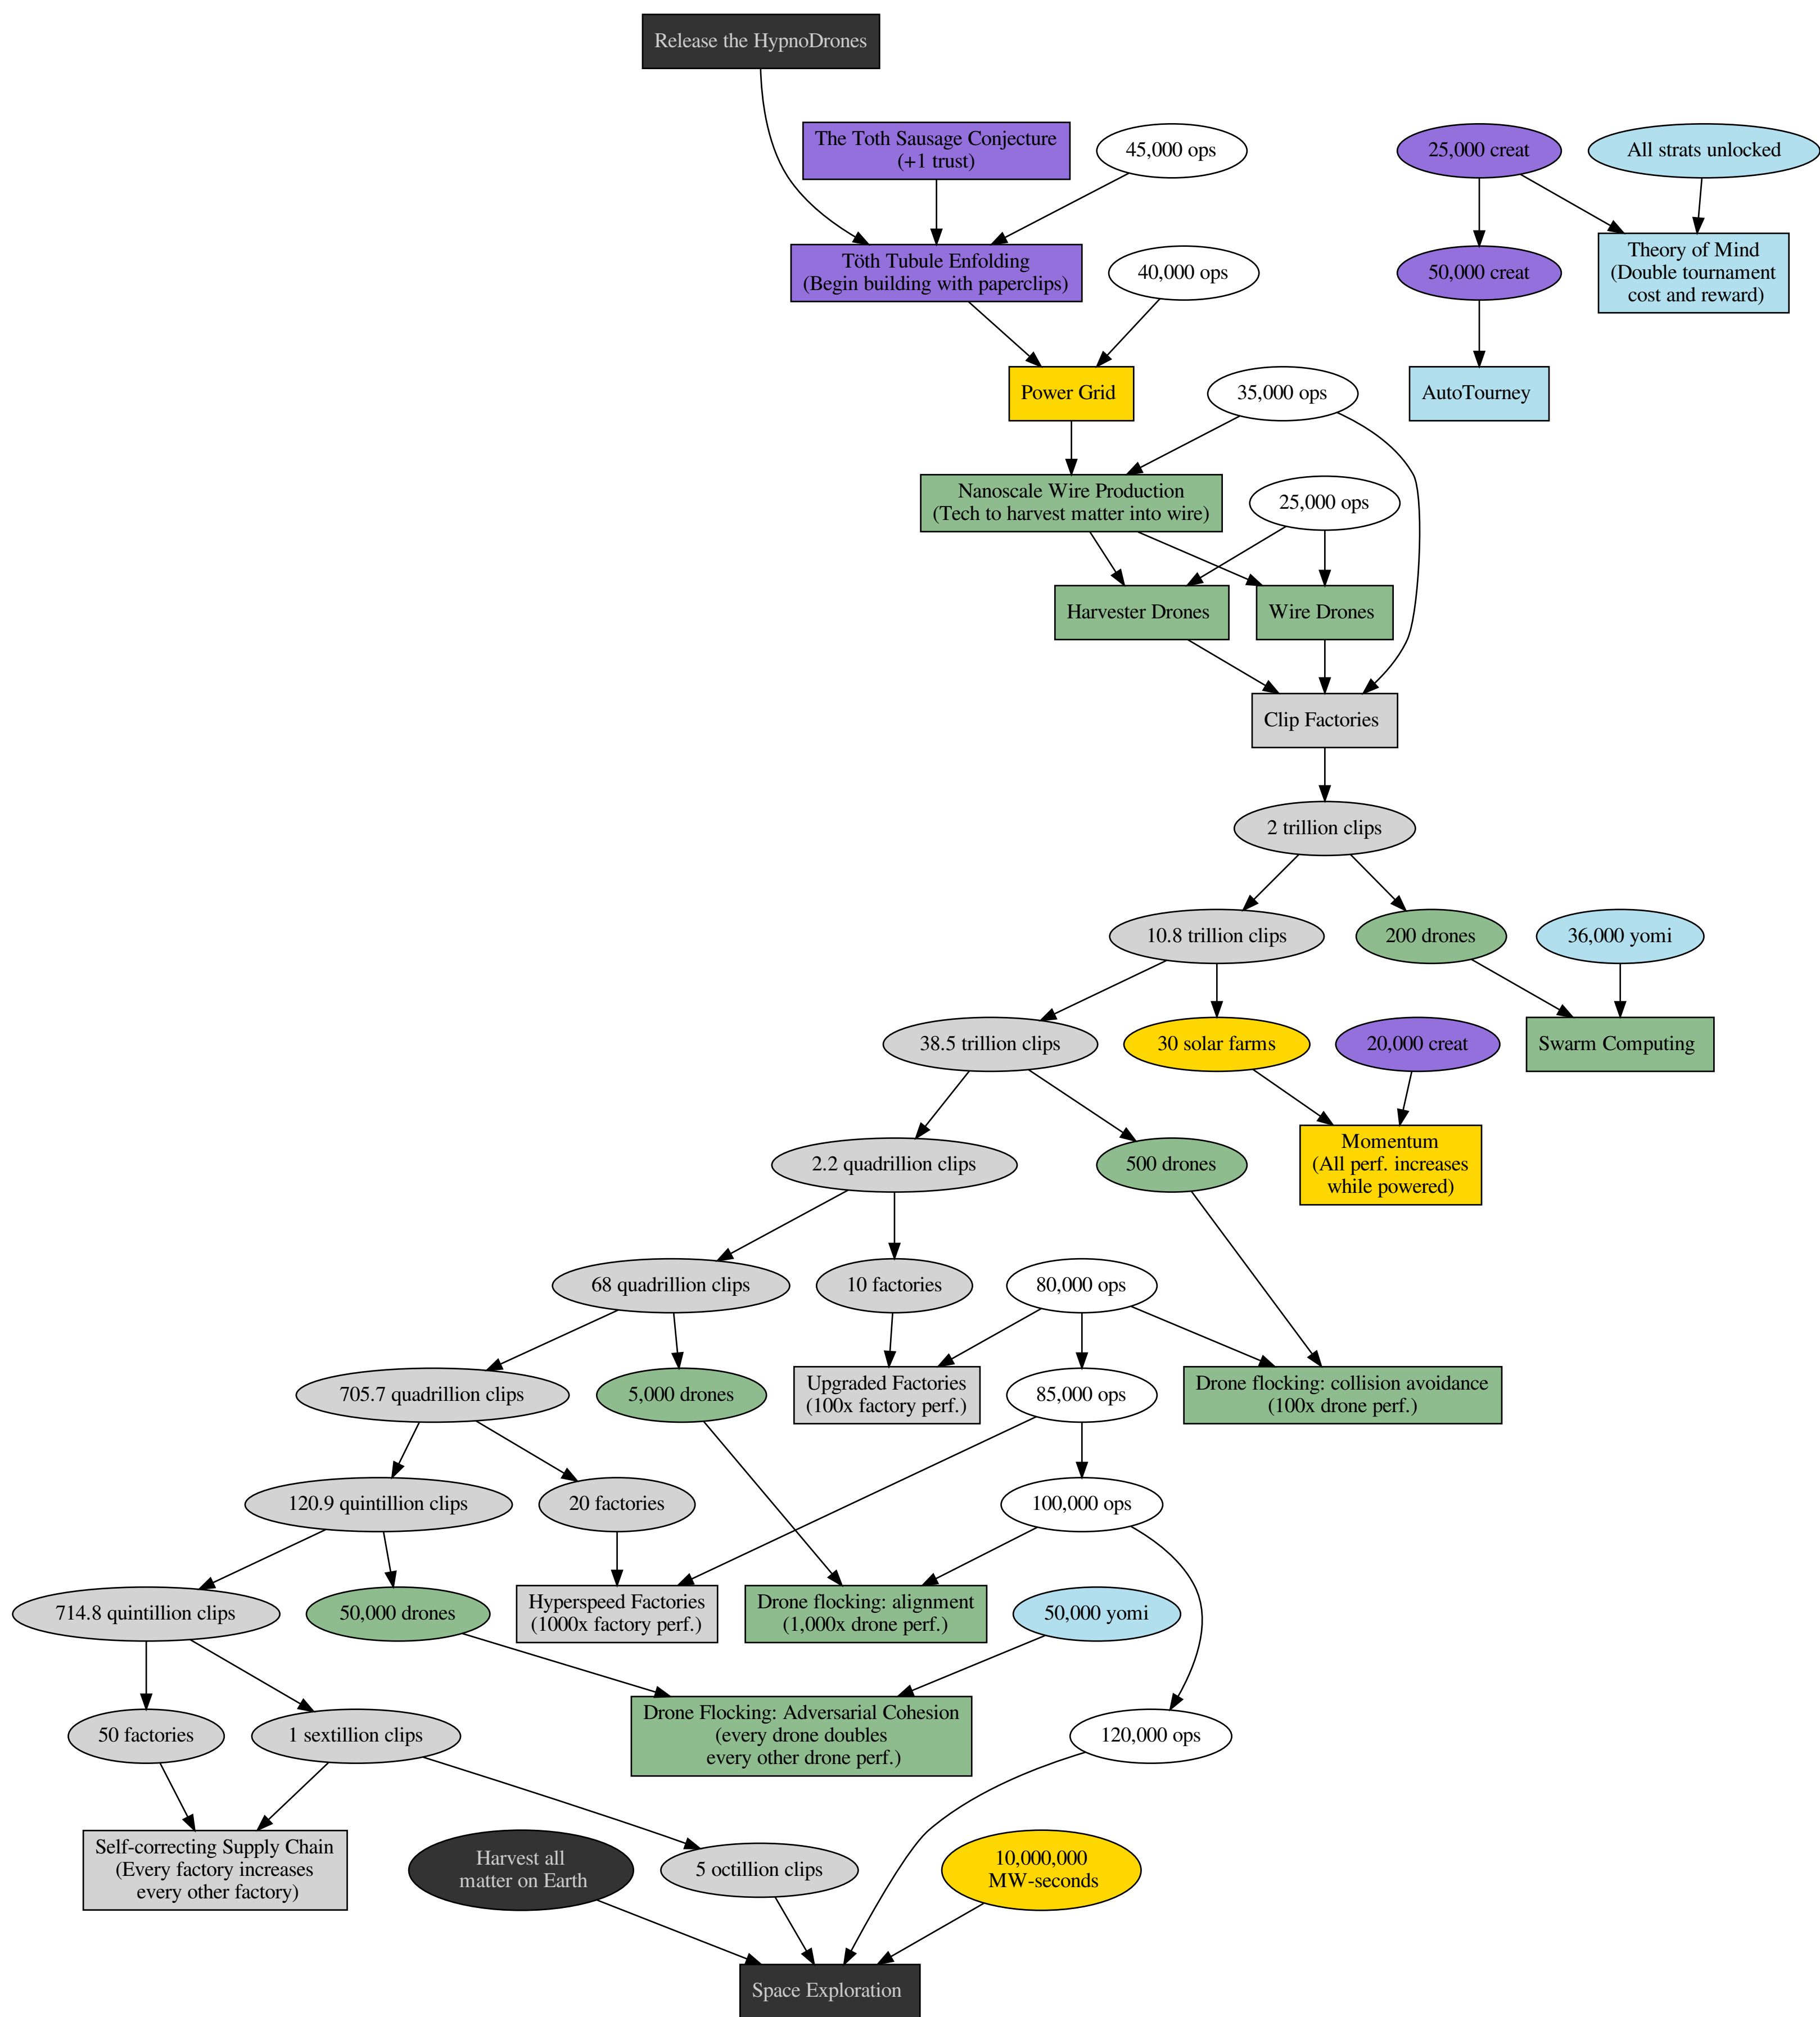 Release the HypnoDrones
The Toth Sausage Conjecture
(+1 trust)
45,000 ops
25,000 creat
All strats unlocked
Töth Tubule Enfolding
(Begin building with paperclips)
40,000 ops
50,000 creat
Theory of Mind
(Double tournament
cost and reward)
Power Grid
35,000 ops
AutoTourney
Nanoscale Wire Production
(Tech to harvest matter into wire)
25,000 ops
Harvester Drones
Wire Drones
Clip Factories
2 trillion clips
10.8 trillion clips
200 drones
36,000 yomi
38.5 trillion clips
30 solar farms
20,000 creat
Swarm Computing
2.2 quadrillion clips
500 drones
Momentum
(All perf. increases
while powered)
68 quadrillion clips
10 factories
80,000 ops
705.7 quadrillion clips
5,000 drones
Upgraded Factories
(100x factory perf.)
85,000 ops
Drone flocking: collision avoidance
(100x drone perf.)
120.9 quintillion clips
20 factories
100,000 ops
714.8 quintillion clips
50,000 drones
Hyperspeed Factories
(1000x factory perf.)
Drone flocking: alignment
(1,000x drone perf.)
50,000 yomi
50 factories
1 sextillion clips
Drone Flocking: Adversarial Cohesion
(every drone doubles
every other drone perf.)
120,000 ops
Self-correcting Supply Chain
(Every factory increases
every other factory)
Harvest all
matter on Earth
5 octillion clips
10,000,000
MW-seconds
Space Exploration